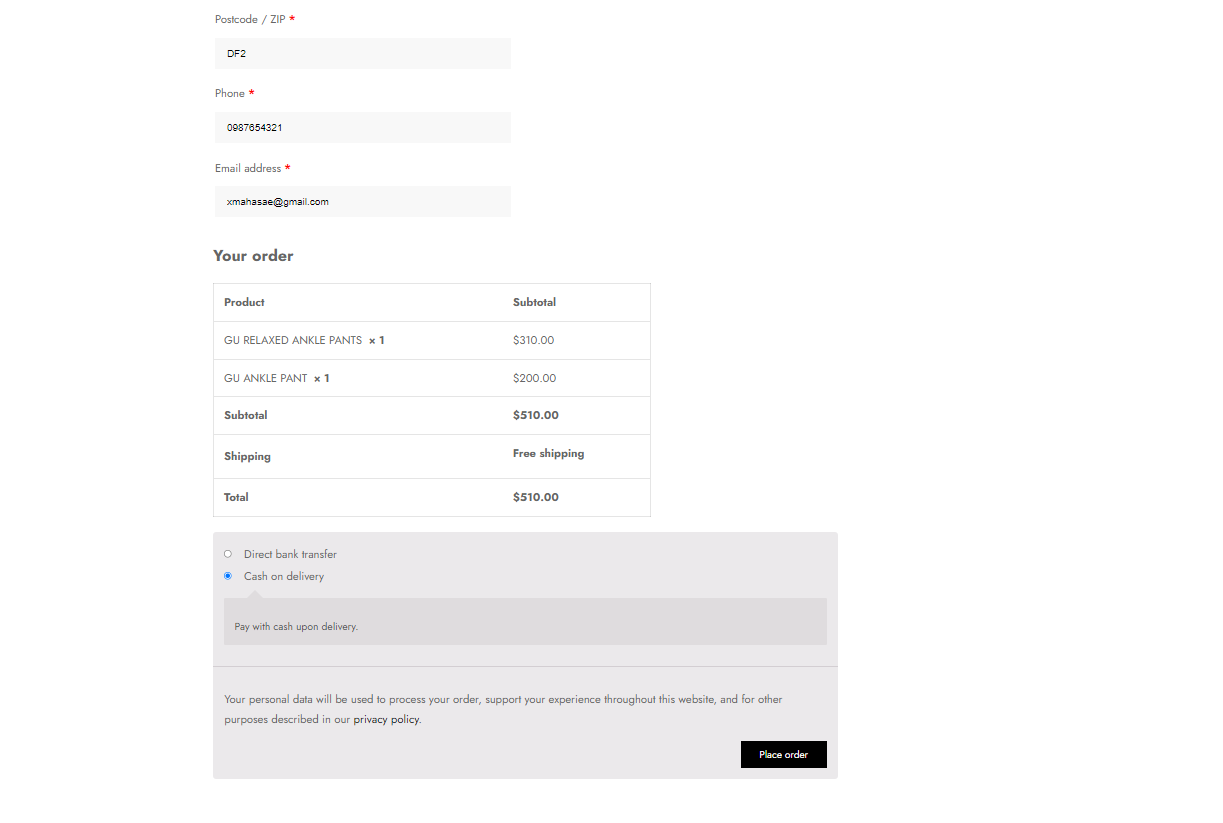 Postcode / ZIP *
DF2
Phone *
0987654321
Email address *
xmahasae@gmail.com
Your order
Product Subtotal
GU RELAXED ANKLE PANTS × 1 $310.00
GU ANKLE PANT × 1 $200.00
Subtotal $510.00
Shipping Free shipping
Total $510.00
Direct bank transfer
Cash on delivery
Pay with cash upon delivery.
Your personal data will be used to process your order, support your experience throughout this website, and for other
purposes described in our privacy policy.
Place order